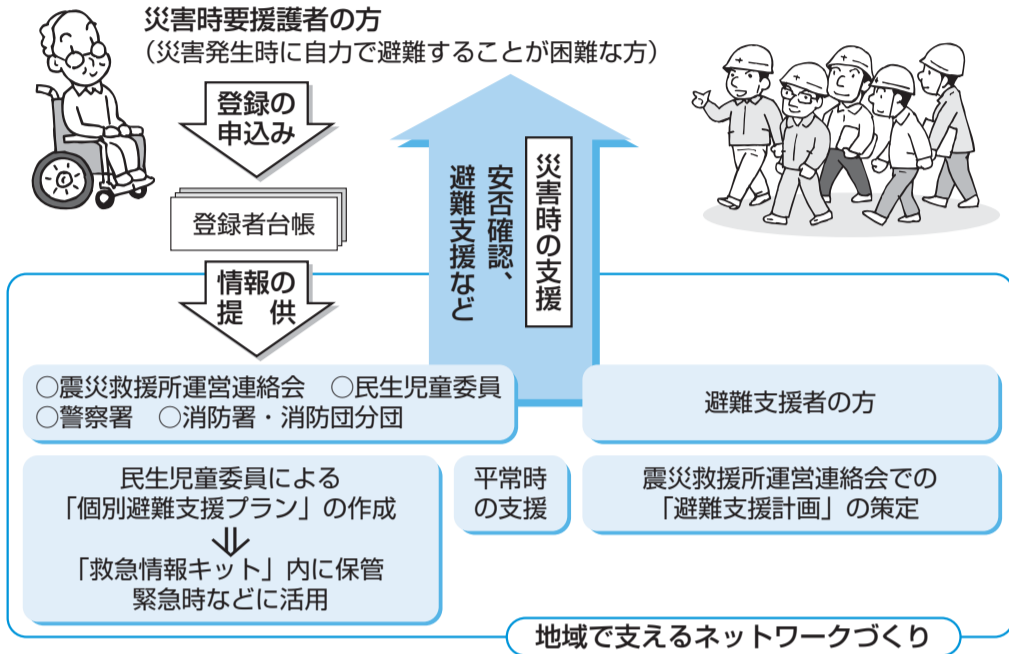 災害時要援護者の方
（災害発生時に自力で避難することが困難な方）
登録の
申込み
登録者台帳
情報の
提　供
災害時の支援
安否確認、
避難支援など
○震災救援所運営連絡会　○民生児童委員
○警察署　○消防署・消防団分団
避難支援者の方
民生児童委員による
「個別避難支援プラン」の作成
⇓
「救急情報キット」内に保管
緊急時などに活用
平常時
の支援
震災救援所運営連絡会での
「避難支援計画」の策定
地域で支えるネットワークづくり